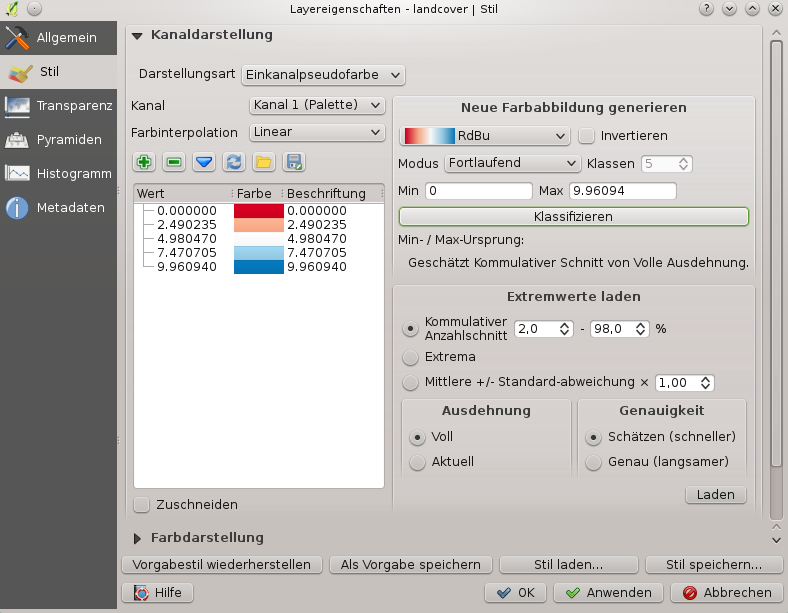 Layereigenschaften - landcover | Stil
Allgemein
Stil
Transparenz
Pyramiden
Histogramm
Metadaten
Kanaldarstellung
Darstellungsart Einkanalpseudofarbe
Kanal Kanal 1 (Palette)
Farbinterpolation Linear
Wert Farbe Beschriftung
0.000000 0.000000
2.490235 2.490235
4.980470 4.980470
7.470705 7.470705
9.960940 9.960940
Zuschneiden
Neue Farbabbildung generieren
RdBu Invertieren
Modus Fortlaufend Klassen 5
Min 0 Max 9.96094
Klassifizieren
Min- / Max-Ursprung:
Geschätzt Kommulativer Schnitt von Volle Ausdehnung.
Extremwerte laden
Kommulativer
Anzahlschnitt 2,0 - 98,0 %
Extrema
Mittlere +/- Standard-abweichung × 1,00
Ausdehnung
Voll
Aktuell
Genauigkeit
Schätzen (schneller)
Genau (langsamer)
Laden
Farbdarstellung
Vorgabestil wiederherstellen Als Vorgabe speichern Stil laden... Stil speichern...
Hilfe OK Anwenden Abbrechen